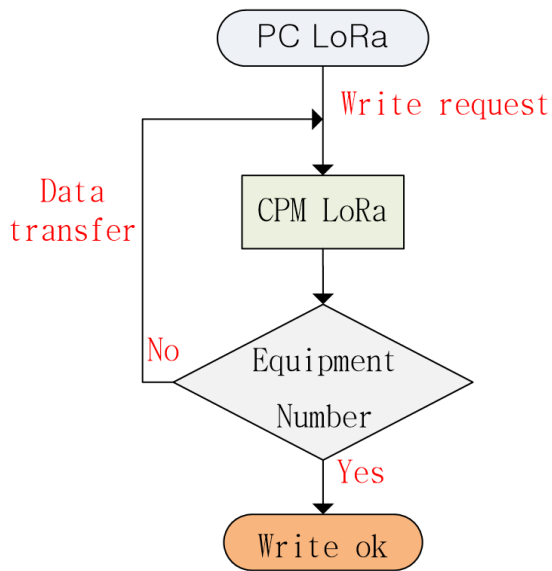 PC LoRa
Write request
Data
transfer
CPM LoRa
No
Equipment
Number
Yes
Write ok